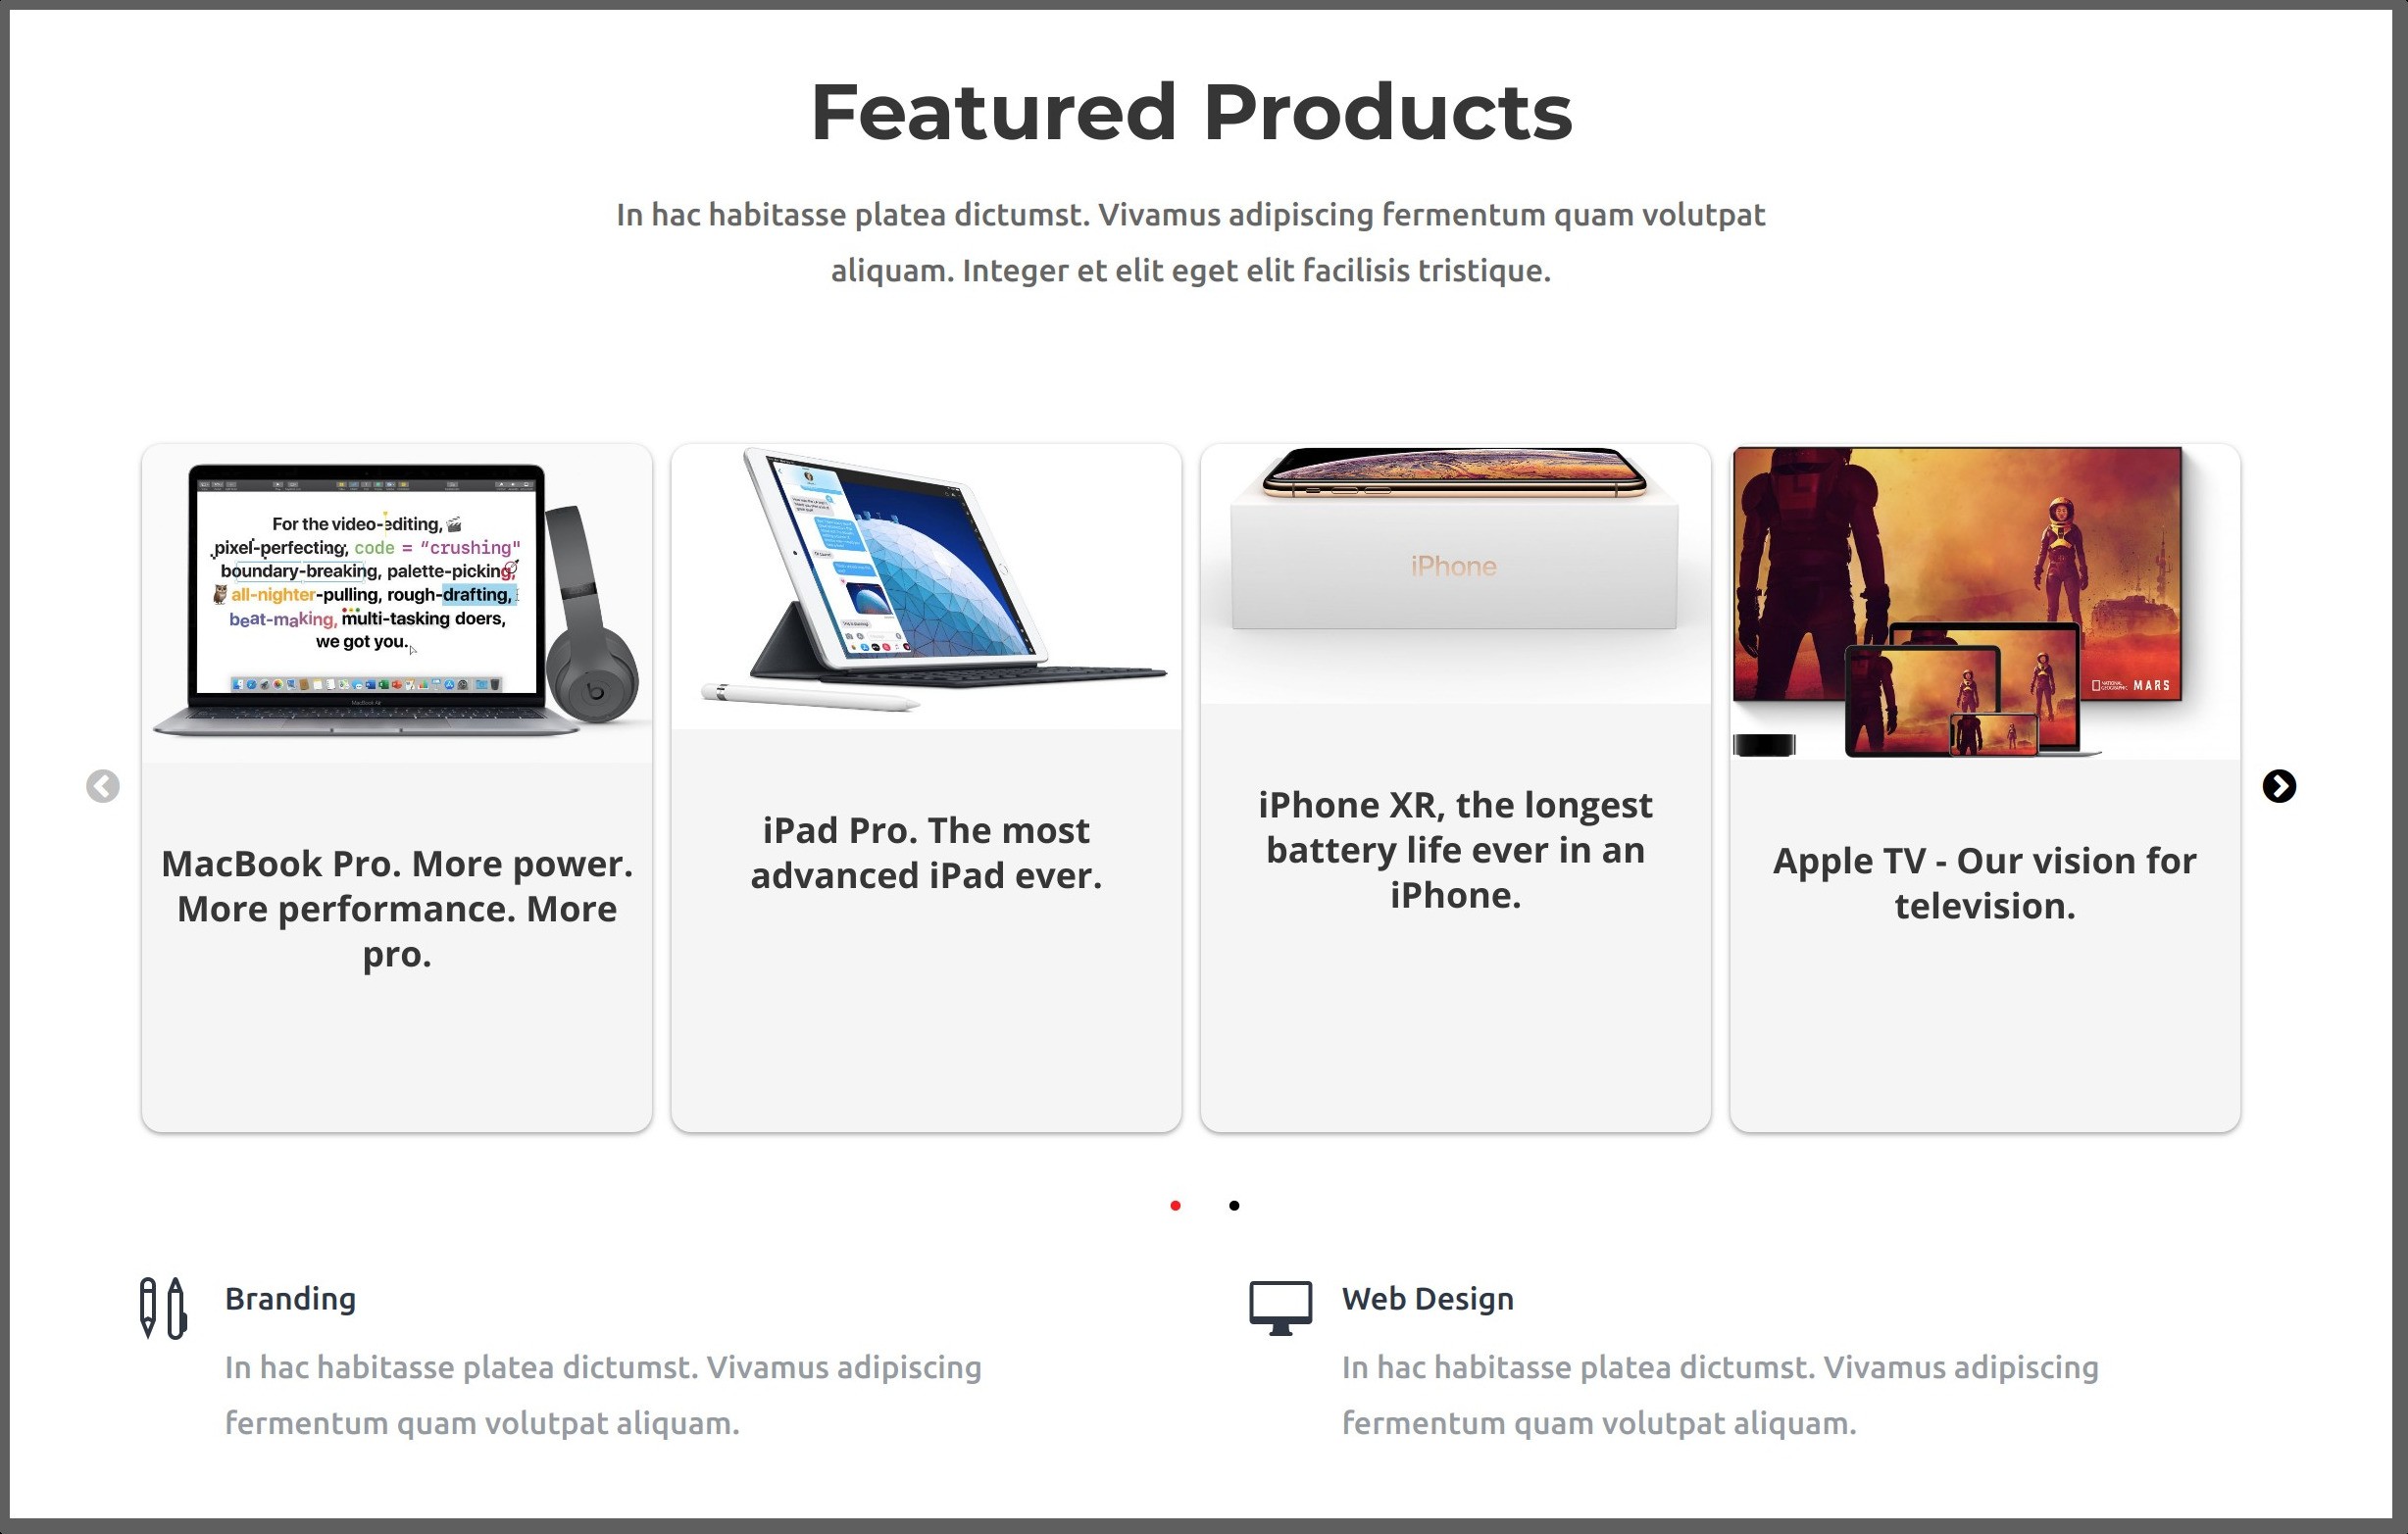 Featured Products
In hac habitasse platea dictumst. Vivamus adipiscing fermentum quam volutpat
aliquam. Integer et elit eget elit facilisis tristique.
For the video-editing,
pixel-perfecting, code = “crushing"
boundary-breaking, palette-picking,
all-nighter-pulling, rough-drafting,
beat-making, multi-tasking doers,
we got you.
MacBook Air
MacBook Pro. More power.
More performance. More
pro.
iPad Pro. The most
advanced iPad ever.
iPhone
iPhone XR, the longest
battery life ever in an
iPhone.
NATIONAL
GEOGRAPHIC
MARS
Apple TV - Our vision for
television.
Branding
In hac habitasse platea dictumst. Vivamus adipiscing
fermentum quam volutpat aliquam.
Web Design
In hac habitasse platea dictumst. Vivamus adipiscing
fermentum quam volutpat aliquam.